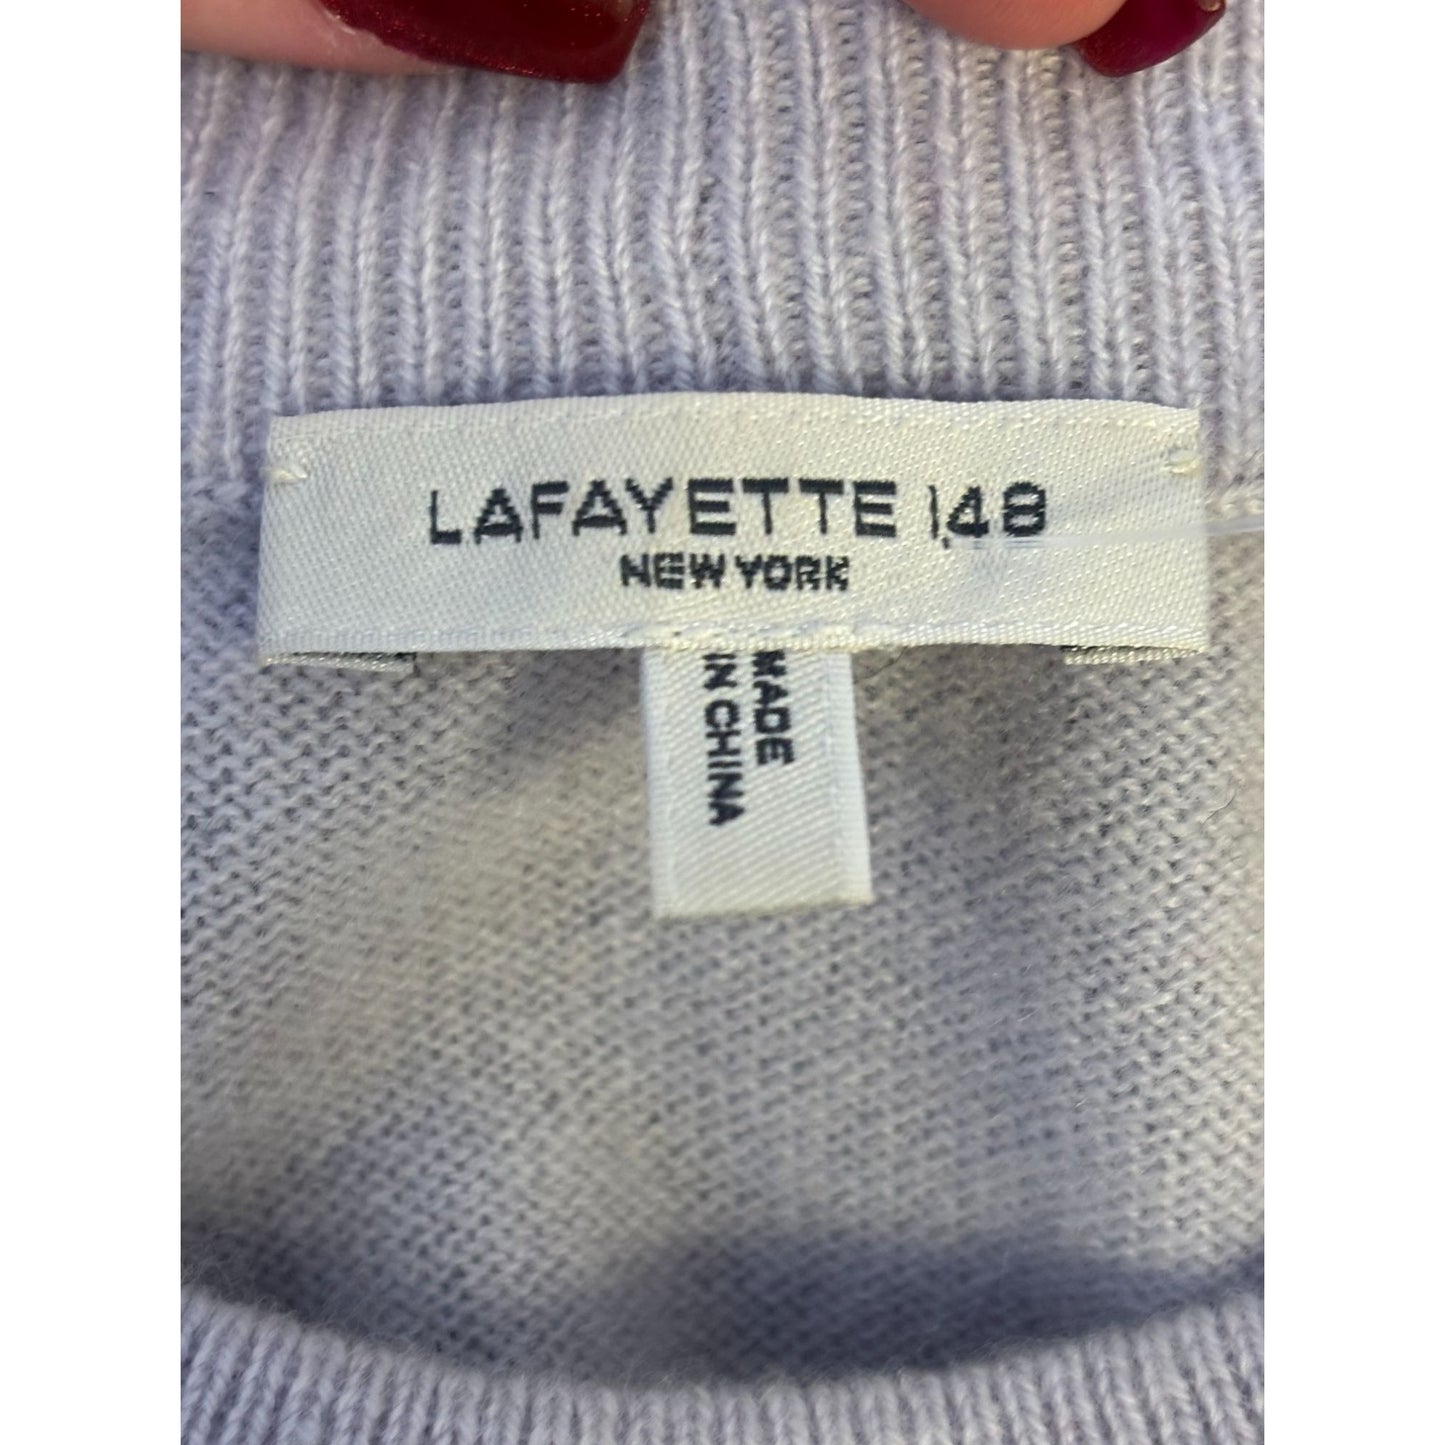 LAFAYETTE 148
NEW YORK
MADE
IN CHINA